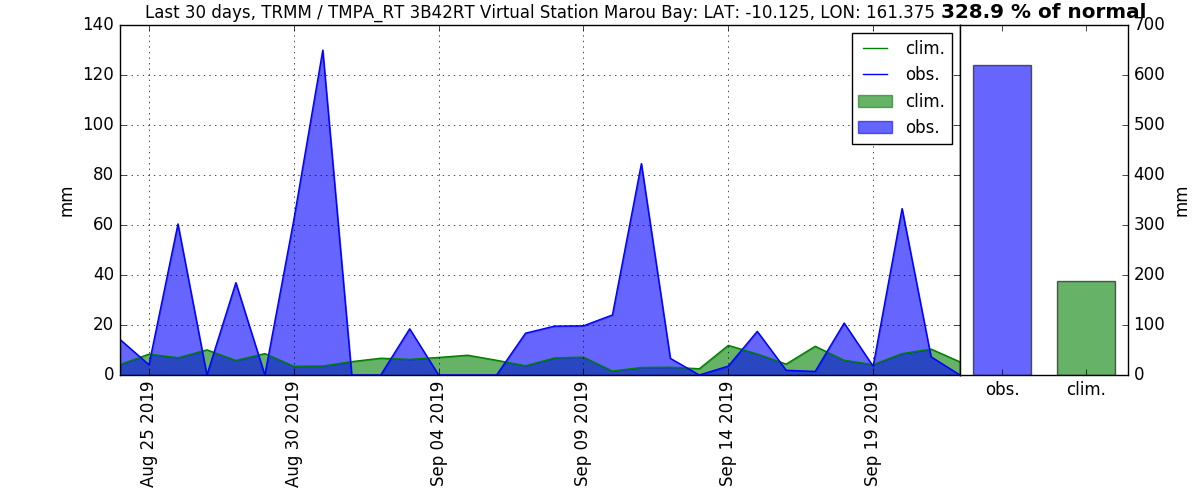 Last 30 days, TRMM / TMPA_RT 3B42RT Virtual Station Marou Bay: LAT: -10.125, LON: 161.375 328.9 % of normal
140
120
100
80
60
40
20
0
mm
clim.
obs.
clim.
obs.
700
600
500
400
300
200
100
0
mm
obs. clim.
Aug 25 2019
Aug 30 2019
Sep 04 2019
Sep 09 2019
Sep 14 2019
Sep 19 2019